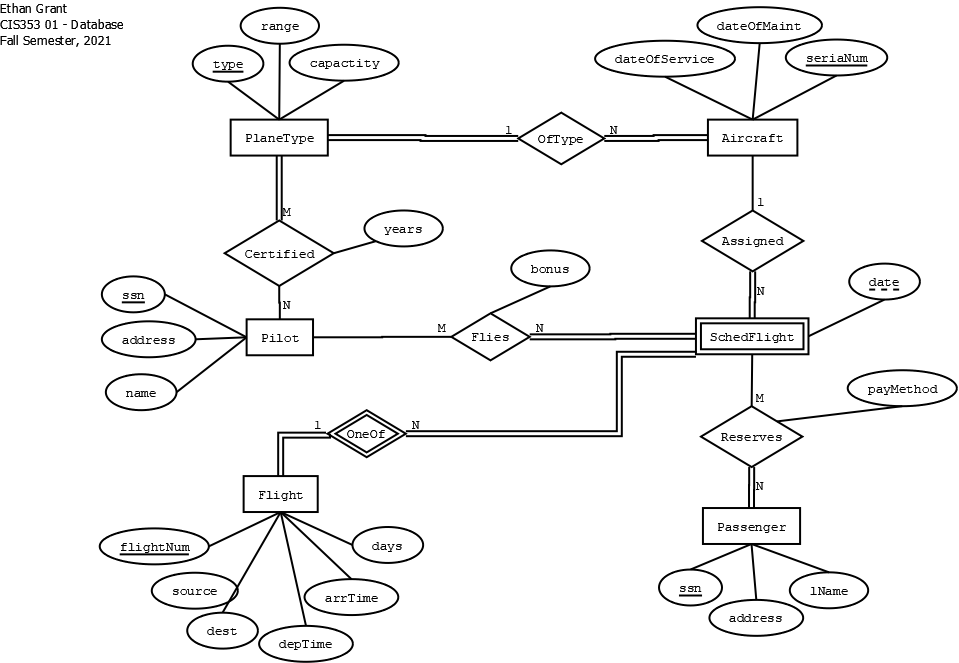 Ethan Grant
CIS353 01 - Database
Fall Semester, 2021
range
type
capactity
dateOfMaint
dateOfService
seriaNum
PlaneType
1
OfType
N
Aircraft
M
1
Certified
years
Assigned
bonus
N
date
ssn
N
address
Pilot
M
Flies
N
SchedFlight
name
payMethod
M
1
OneOf
N
Reserves
N
Flight
Passenger
flightNum
days
source
arrTime
ssn
lName
dest
depTime
address